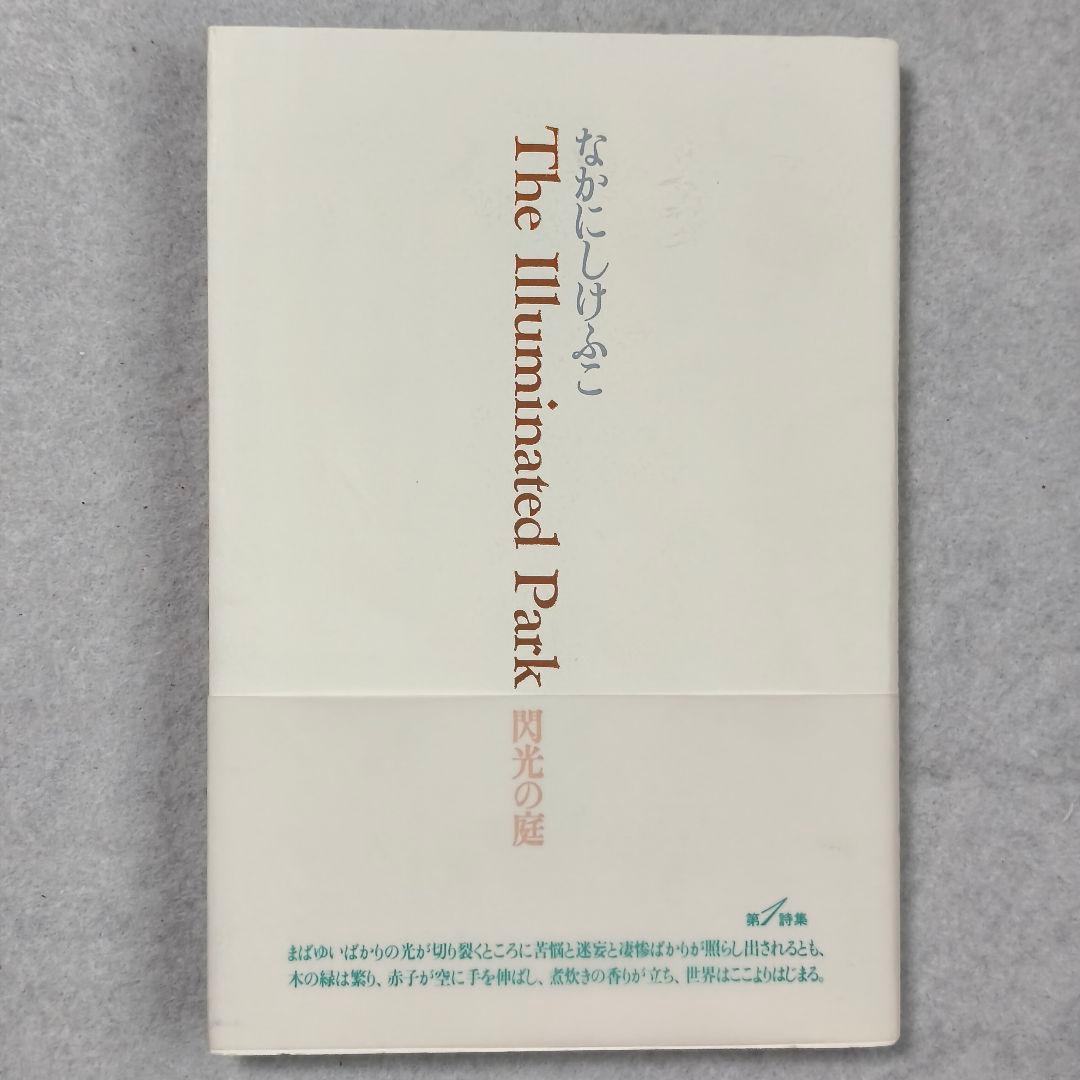 なかにしけふこ
The Illuminated Park 閃光の庭
第1詩集
まばゆいばかりの光が切り裂くところに苦悩と迷妄と凄惨ばかりが照らし出されるとも、
木の緑は繁り、赤子が空に手を伸ばし、煮炊きの香りが立ち、世界はここよりはじまる。